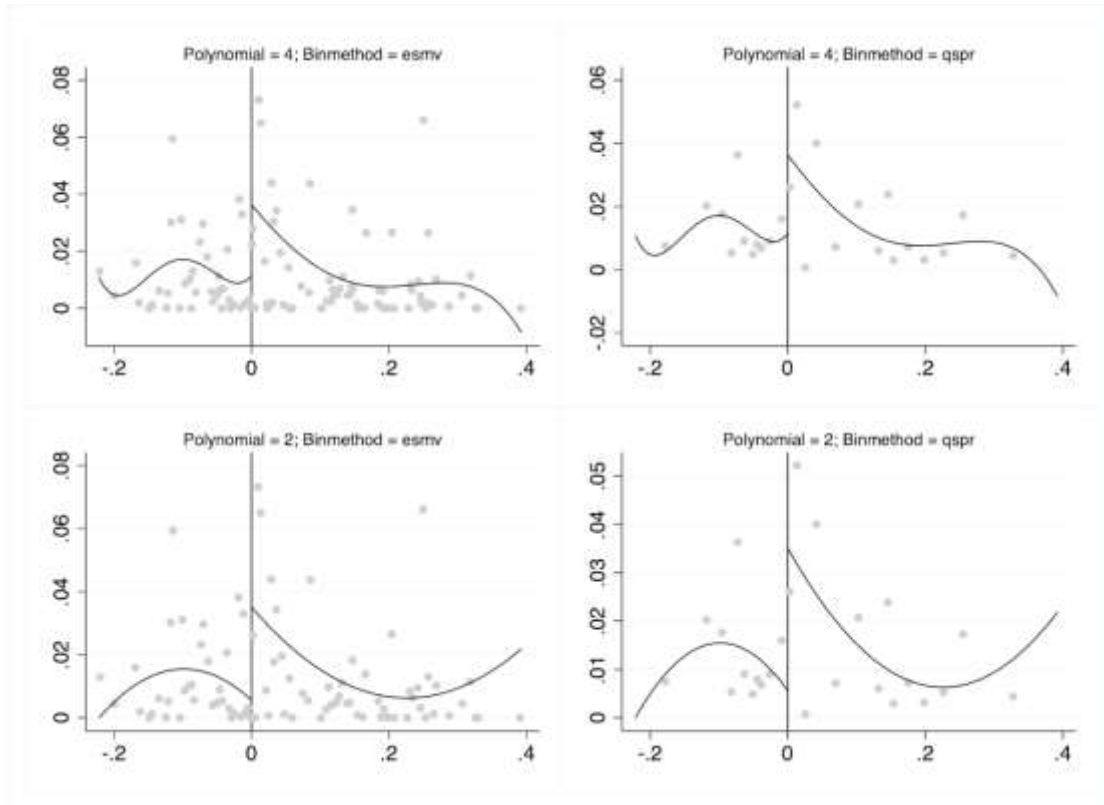 Polynomial = 4; Binmethod = esmv
.08
.06
.04
.02
0
-.2 0 .2 .4
Polynomial = 4; Binmethod = qspr
.06
.04
.02
0
-.02
-.2 0 .2 .4
Polynomial = 2; Binmethod = esmv
.08
.06
.04
.02
0
-.2 0 .2 .4
Polynomial = 2; Binmethod = qspr
.05
.04
.03
.02
.01
0
-.2 0 .2 .4